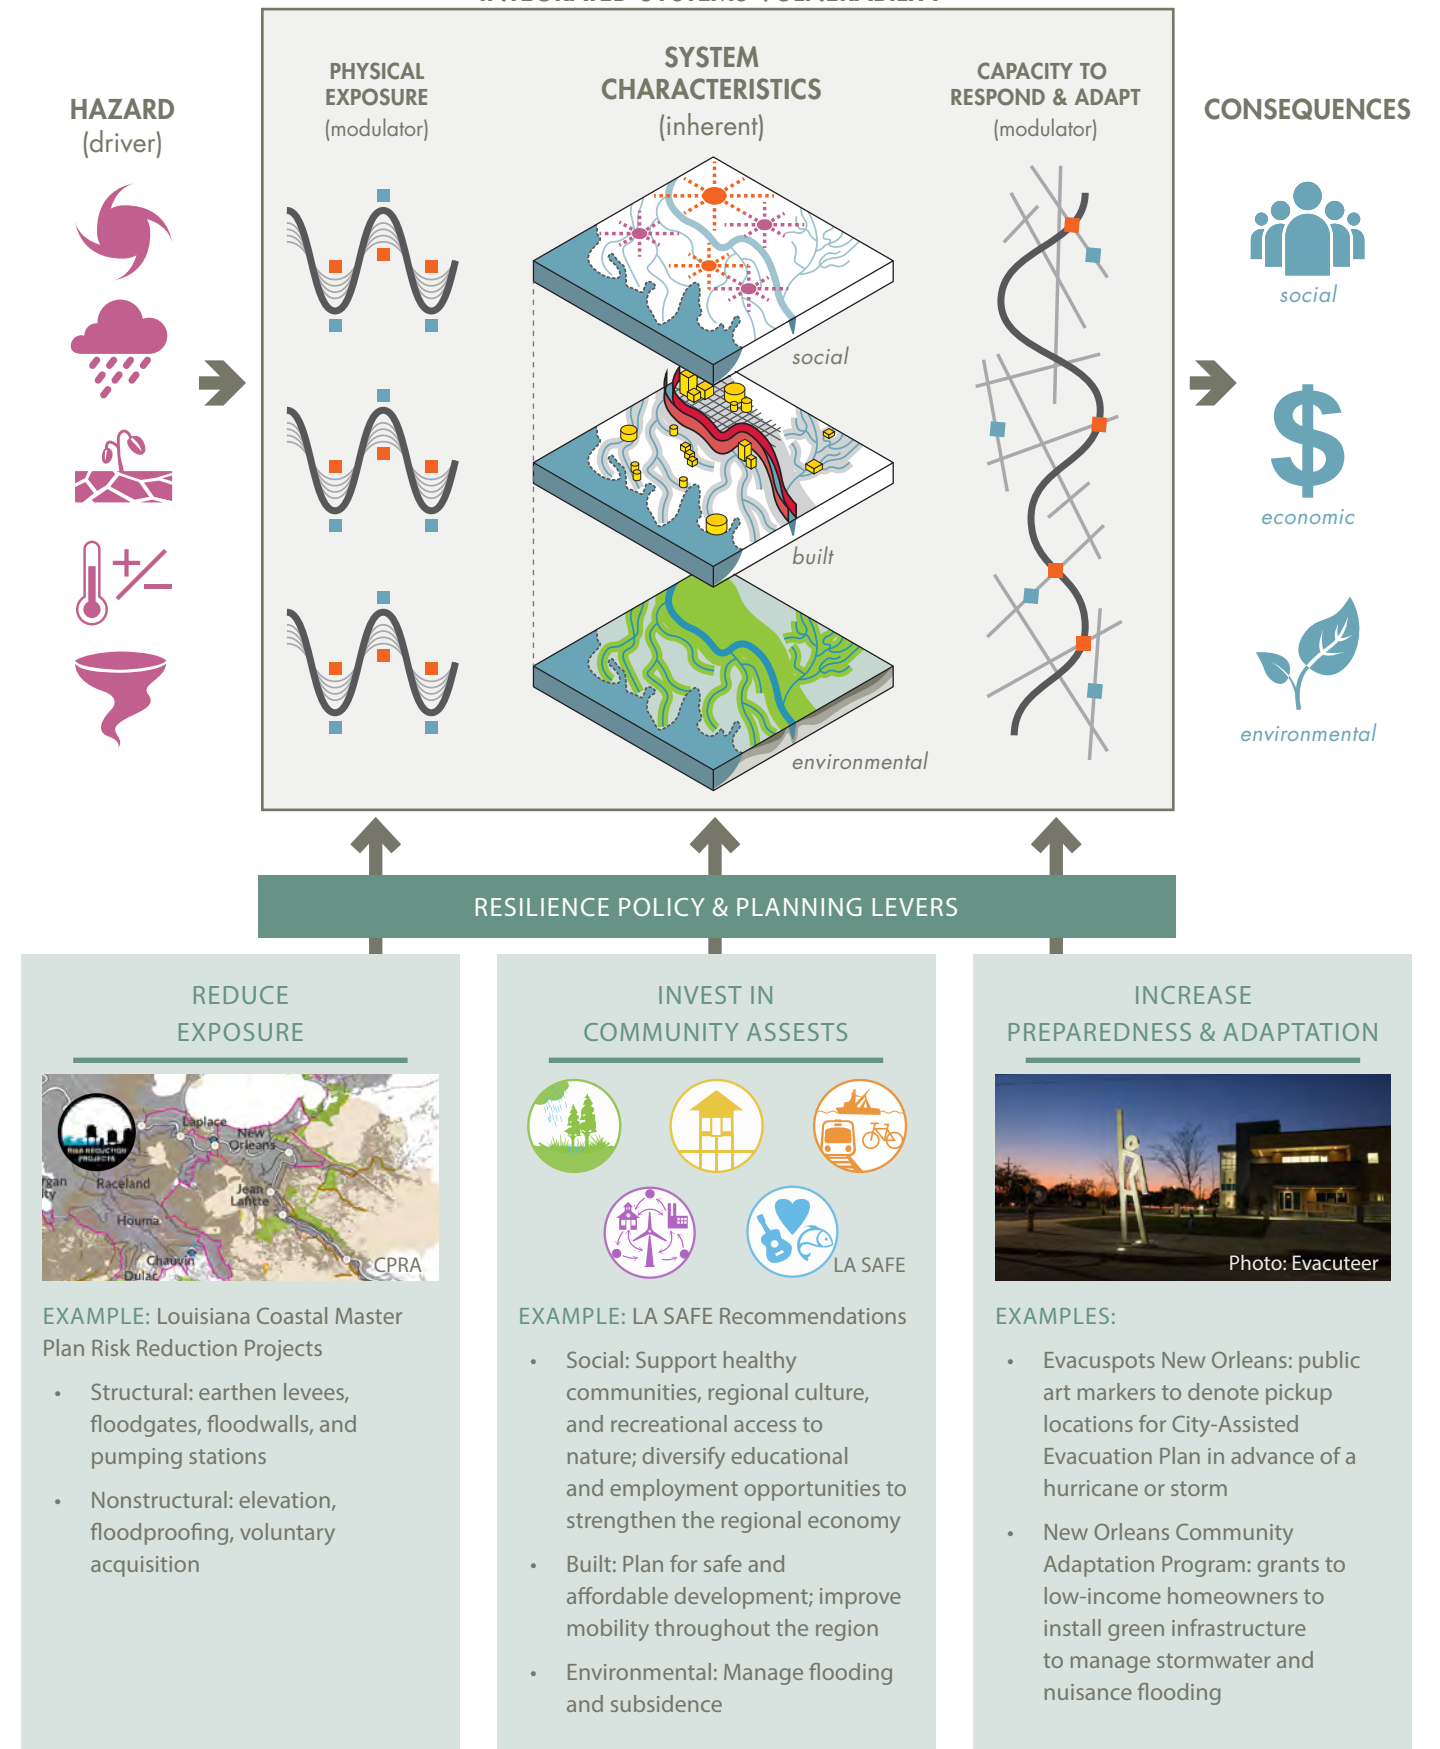 INTEGRATED SYSTEMS VULNERABILITY
HAZARD
(driver)
PHYSICAL
EXPOSURE
(modulator)
SYSTEM
CHARACTERISTICS
(inherent)
CAPACITY TO
RESPOND & ADAPT
(modulator)
CONSEQUENCES
social
built
environmental
social
economic
environmental
RESILIENCE POLICY & PLANNING LEVERS
REDUCE
EXPOSURE
RISK REDUCTION
PROJECTS
Laplace
New
Orleans
rgan
ity
Raceland
Jean
Lafitte
Houma
Chauvin
Dulac
CPRA
EXAMPLE: Louisiana Coastal Master
Plan Risk Reduction Projects
• Structural: earthen levees,
floodgates, floodwalls, and
pumping stations
• Nonstructural: elevation,
floodproofing, voluntary
acquisition
INVEST IN
COMMUNITY ASSESTS
LA SAFE
EXAMPLE: LA SAFE Recommendations
• Social: Support healthy
communities, regional culture,
and recreational access to
nature; diversify educational
and employment opportunities to
strengthen the regional economy
• Built: Plan for safe and
affordable development; improve
mobility throughout the region
• Environmental: Manage flooding
and subsidence
INCREASE
PREPAREDNESS & ADAPTATION
Photo: Evacuteer
EXAMPLES:
• Evacuspots New Orleans: public
art markers to denote pickup
locations for City-Assisted
Evacuation Plan in advance of a
hurricane or storm
• New Orleans Community
Adaptation Program: grants to
low-income homeowners to
install green infrastructure
to manage stormwater and
nuisance flooding